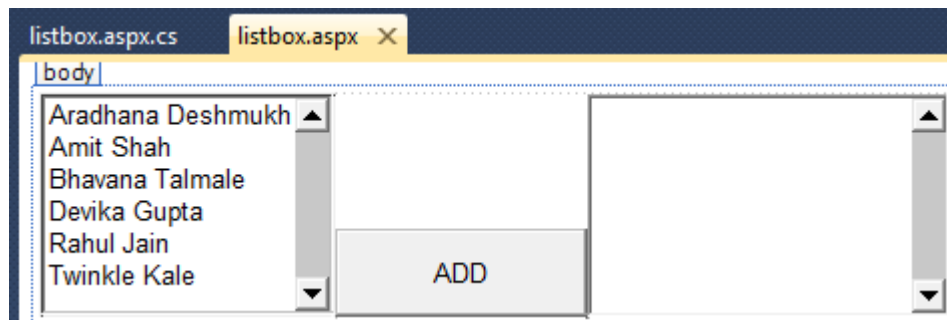 listbox.aspx.cs listbox.aspx
body
Aradhana Deshmukh
Amit Shah
Bhavana Talmale
Devika Gupta
Rahul Jain
Twinkle Kale
ADD